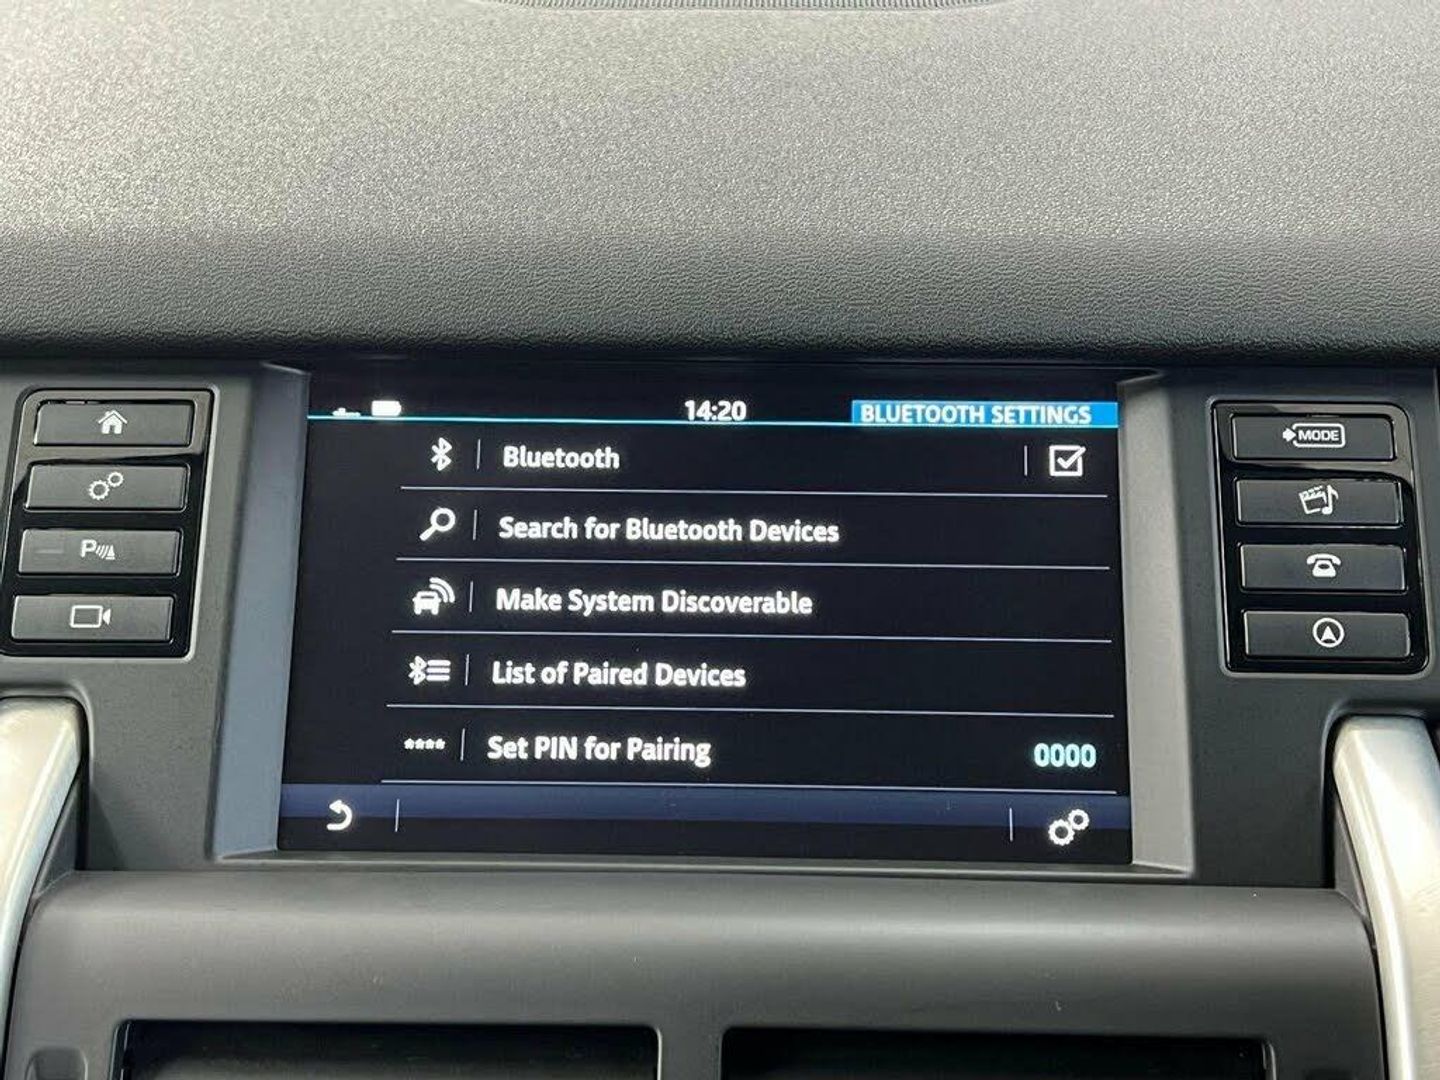 14:20
BLUETOOTH SETTINGS
Bluetooth
Search for Bluetooth Devices
Make System Discoverable
List of Paired Devices
**** Set PIN for Pairing 0000
P
MODE